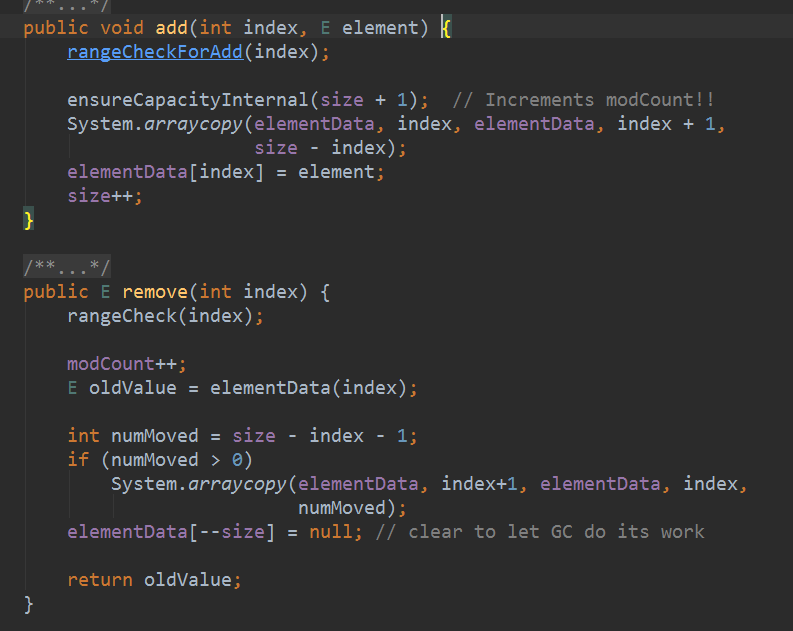 /**...*/
public void add(int index, E element) {
    rangeCheckForAdd(index);

    ensureCapacityInternal(size + 1);  // Increments modCount!!
    System.arraycopy(elementData, index, elementData, index + 1,
                     size - index);
    elementData[index] = element;
    size++;
}

/**...*/
public E remove(int index) {
    rangeCheck(index);

    modCount++;
    E oldValue = elementData(index);

    int numMoved = size - index - 1;
    if (numMoved > 0)
        System.arraycopy(elementData, index+1, elementData, index,
                         numMoved);
    elementData[--size] = null; // clear to let GC do its work

    return oldValue;
}